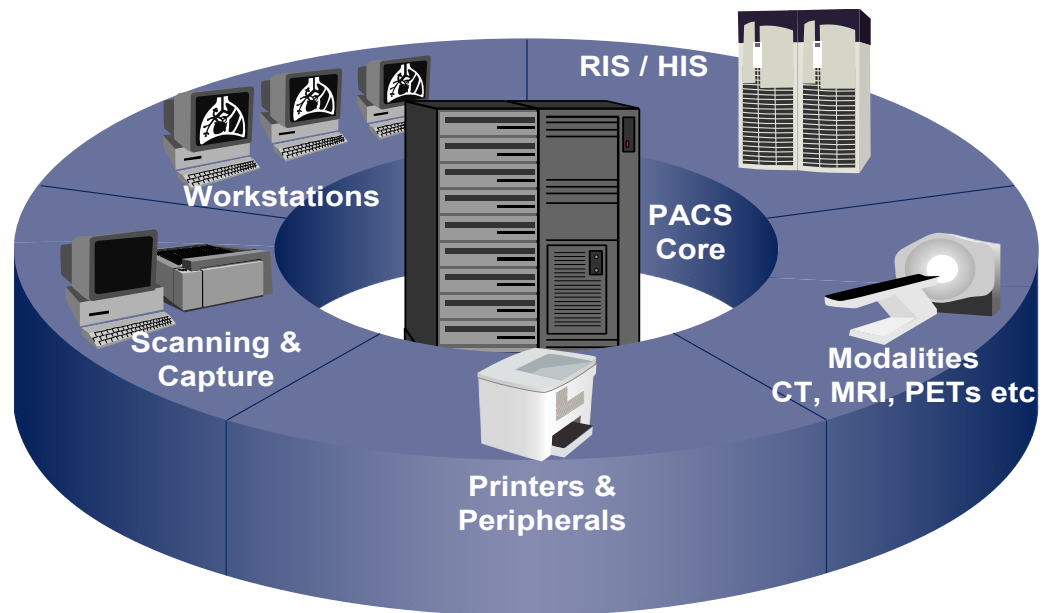 RIS / HIS
Workstations
PACS
Core
Scanning &
Capture
Modalities
CT, MRI, PETs etc
Printers &
Peripherals